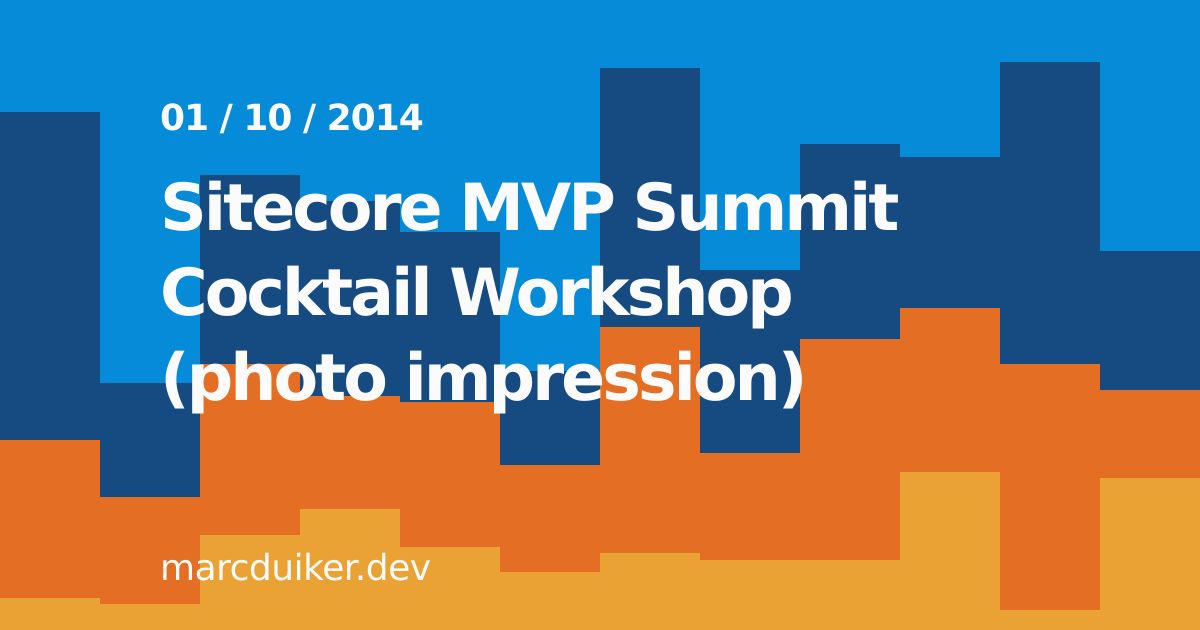 01 / 10 / 2014
Sitecore MVP Summit
Cocktail Workshop
(photo impression)
marcduiker.dev